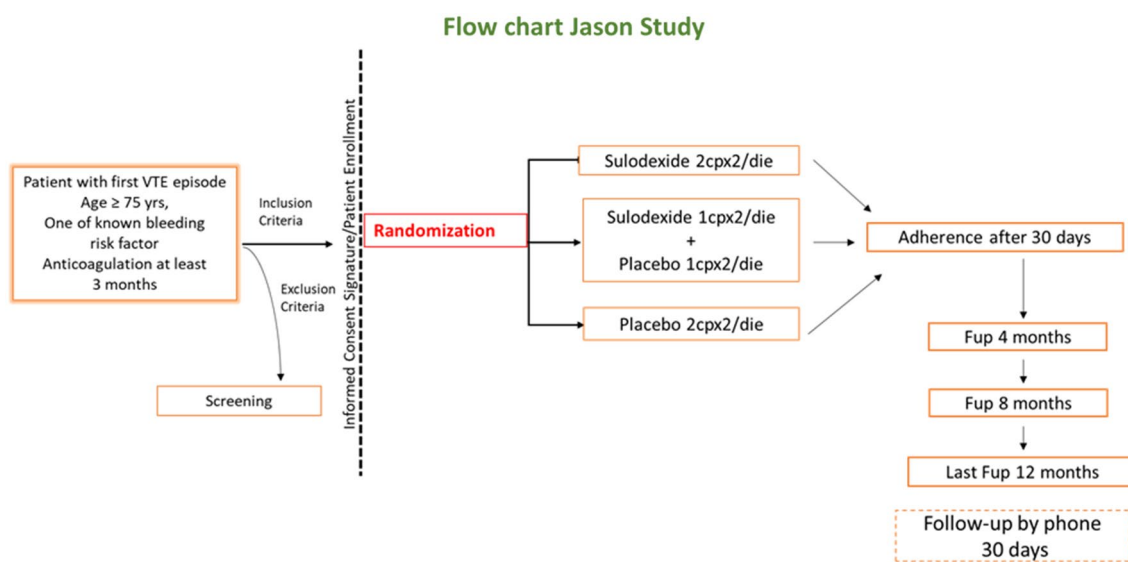 Flow chart Jason Study
Patient with first VTE episode
Age ≥ 75 yrs,
One of known bleeding
risk factor
Anticoagulation at least
3 months
Inclusion
Criteria
Exclusion
Criteria
Screening
Informed Consent Signature/Patient Enrollment
Randomization
Sulodexide 2cpx2/die
Sulodexide 1cpx2/die
+
Placebo 1cpx2/die
Placebo 2cpx2/die
Adherence after 30 days
Fup 4 months
Fup 8 months
Last Fup 12 months
Follow-up by phone
30 days